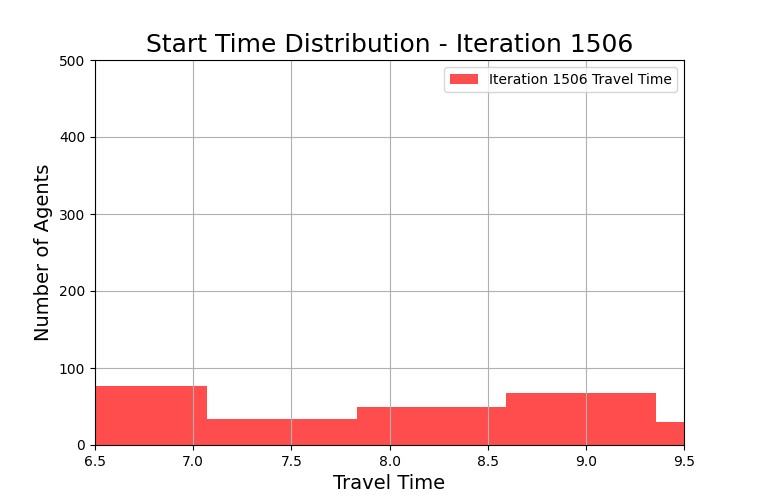 Start Time Distribution - Iteration 1506
500
Iteration 1506 Travel Time
400
300
200
100
0
Number of Agents
6.5 7.0 7.5 8.0 8.5 9.0 9.5
Travel Time